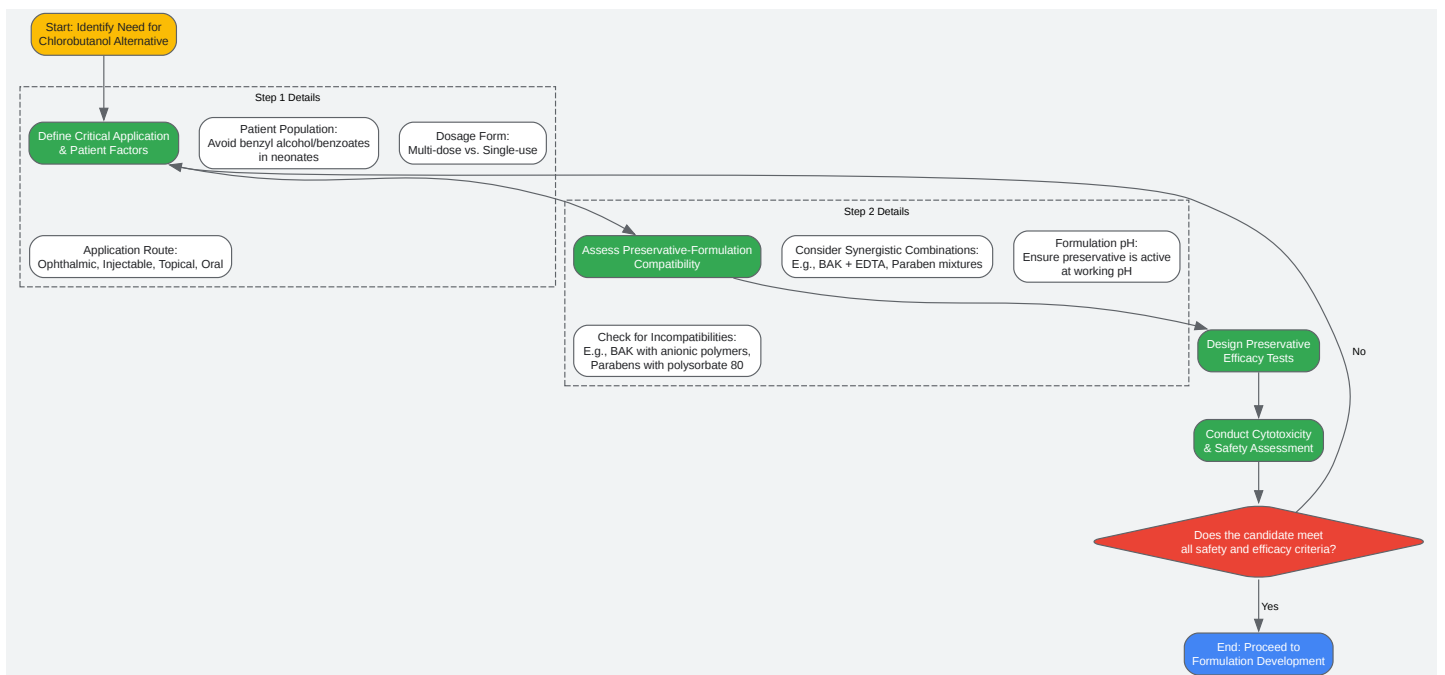 Start: Identify Need for
Chlorobutanol Alternative
Step 1 Details
Define Critical Application
& Patient Factors
Patient Population:
Avoid benzyl alcohol/benzoates
in neonates
Dosage Form:
Multi-dose vs. Single-use
Application Route:
Ophthalmic, Injectable, Topical, Oral
Step 2 Details
Assess Preservative-Formulation
Compatibility
Consider Synergistic Combinations:
E.g., BAK + EDTA, Paraben mixtures
Formulation pH:
Ensure preservative is active
at working pH
Check for Incompatibilities:
E.g., BAK with anionic polymers,
Parabens with polysorbate 80
Design Preservative
Efficacy Tests
No
Conduct Cytotoxicity
& Safety Assessment
Does the candidate meet
all safety and efficacy criteria?
Yes
End: Proceed to
Formulation Development